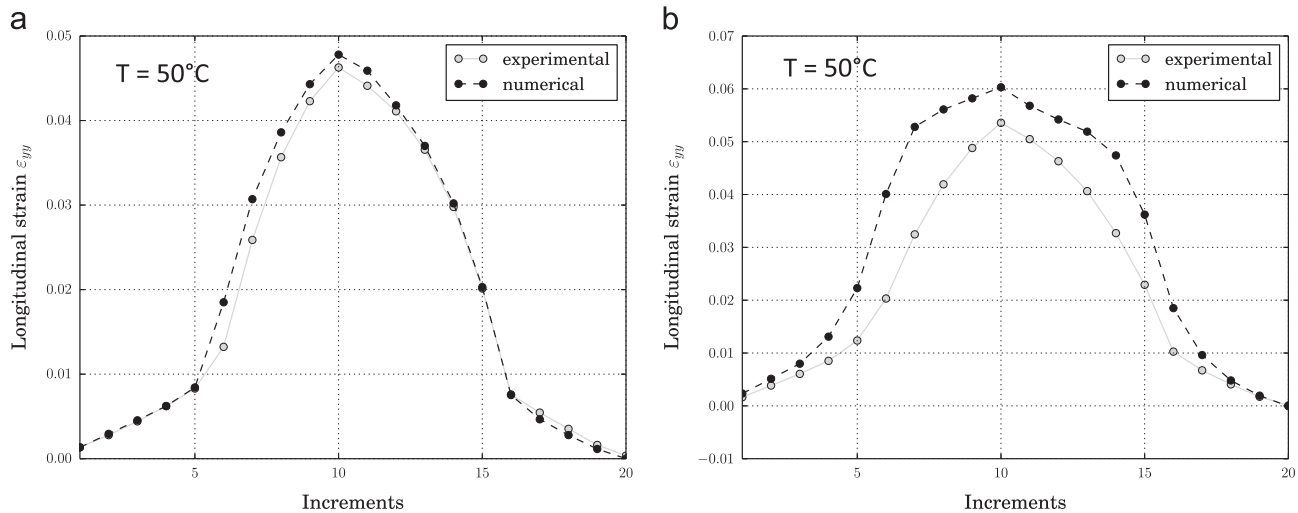 a
0.05
0.04
0.03
0.02
0.01
0.00
5
10
15
20
Longitudinal strain εyy
Increments
T = 50°C
experimental
numerical
b
0.07
0.06
0.05
0.04
0.03
0.02
0.01
0.00
−0.01
5
10
15
20
Longitudinal strain εyy
Increments
T = 50°C
experimental
numerical